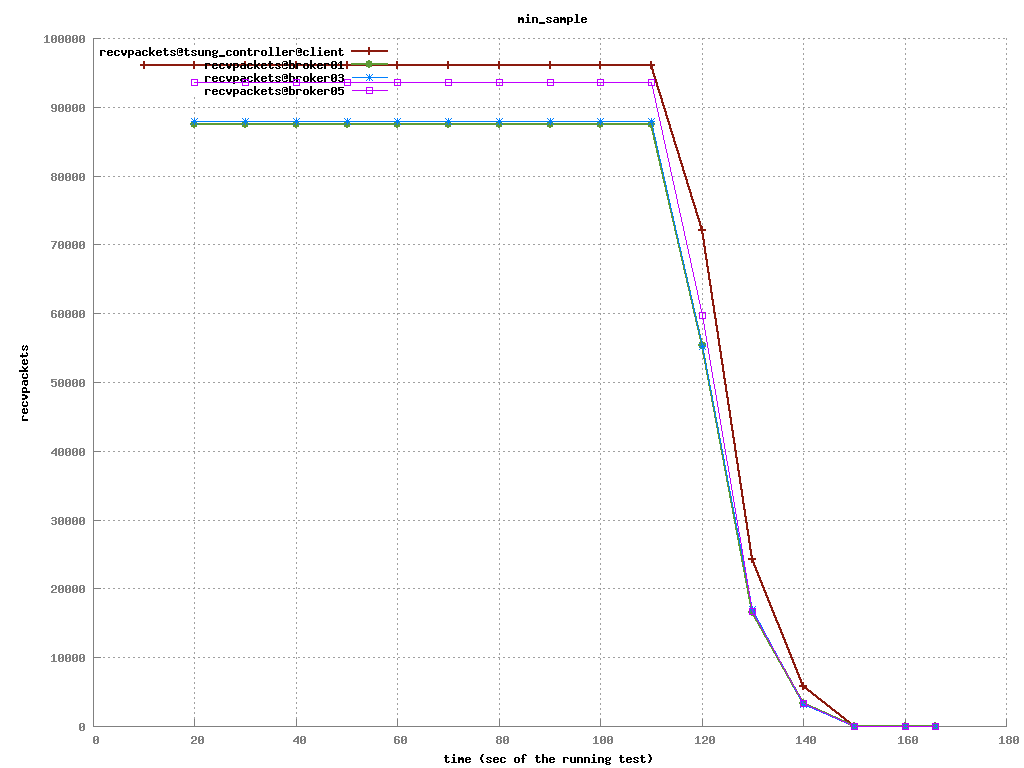 min_sample
100000
90000
80000
70000
60000
50000
40000
30000
20000
10000
0
recvpackets@tsung_controller@client
recvpackets@broker01
recvpackets@broker03
recvpackets@broker05
recvpackets
0 20 40 60 80 100 120 140 160 180
time (sec of the running test)